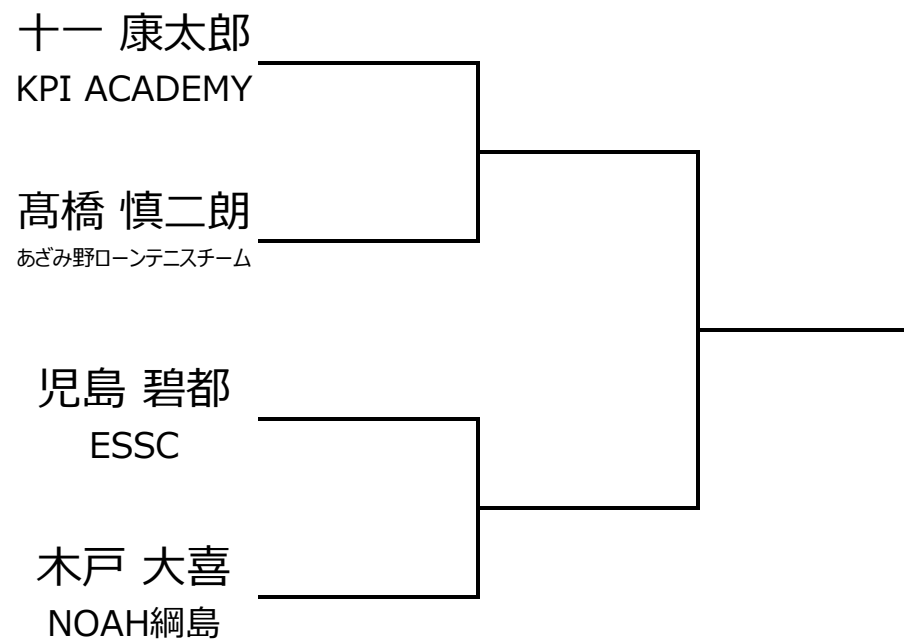 十一 康太郎
KPI ACADEMY
髙橋 慎二朗
あざみ野ローンテニスチーム
児島 碧都
ESSC
木戸 大喜
NOAH綱島